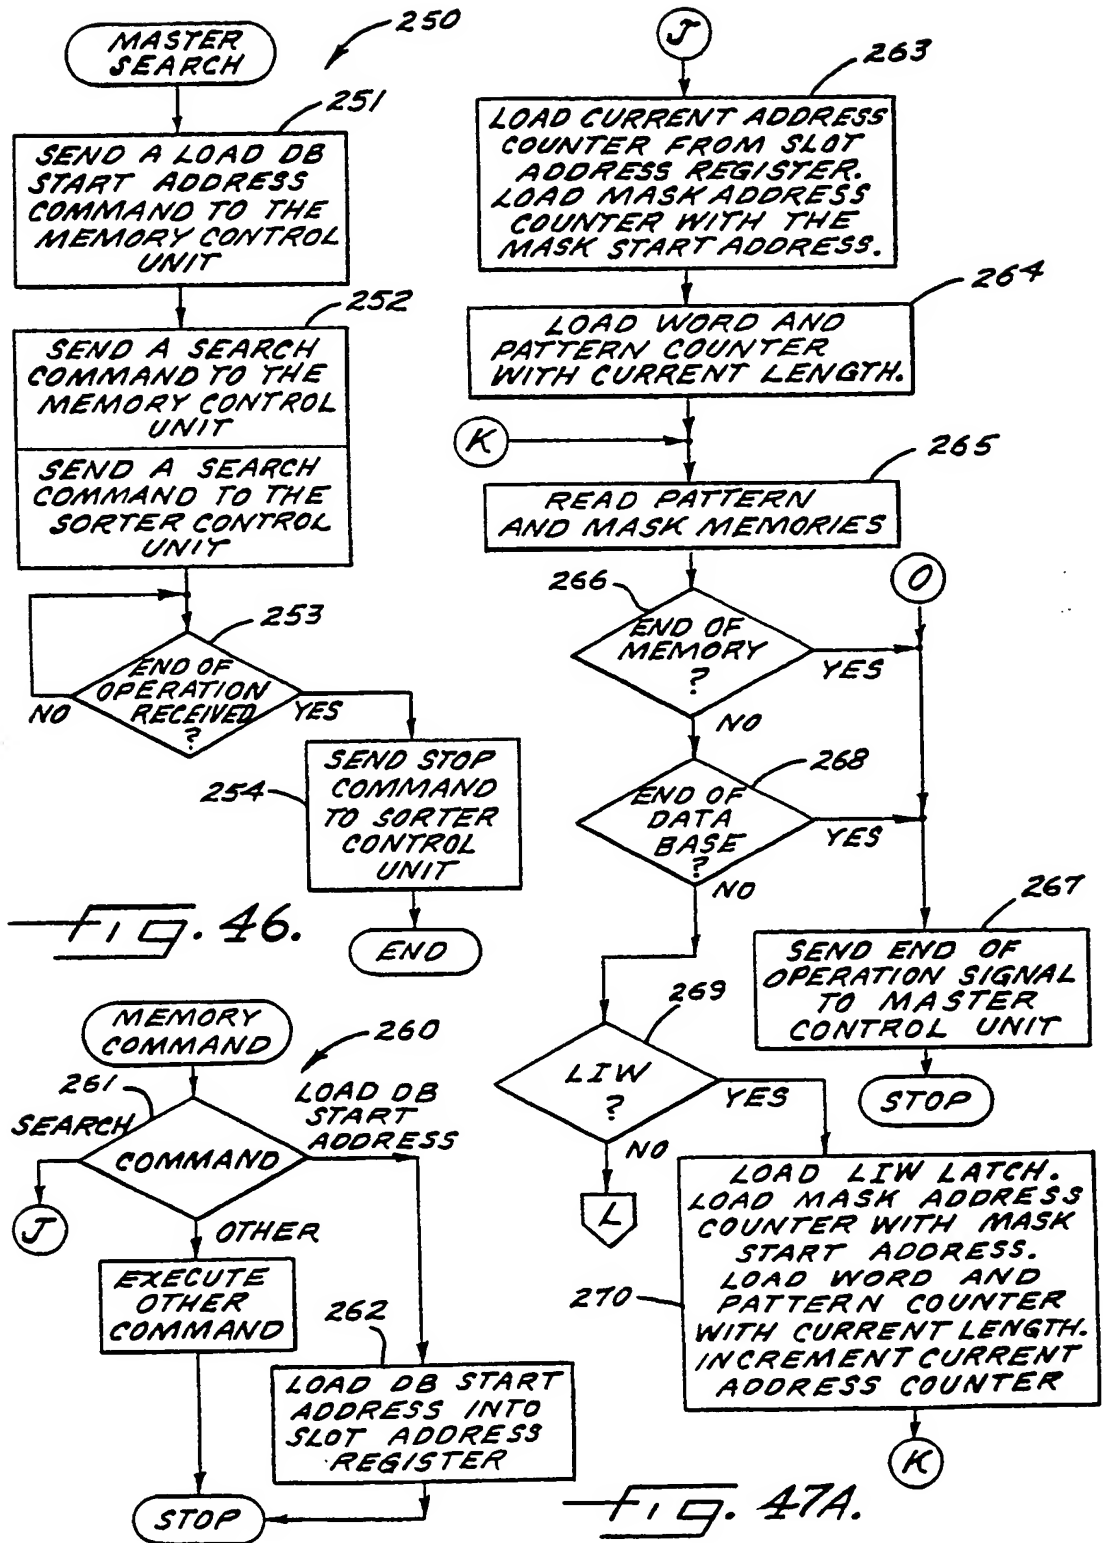 MASTER
SEARCH
250
251
SEND A LOAD DB
START ADDRESS
COMMAND TO THE
MEMORY CONTROL
UNIT
252
SEND A SEARCH
COMMAND TO THE
MEMORY CONTROL
UNIT
SEND A SEARCH
COMMAND TO THE
SORTER CONTROL
UNIT
253
END OF
OPERATION
RECEIVED
?
NO
YES
254
SEND STOP
COMMAND
TO SORTER
CONTROL
UNIT
END
Fig. 46.
MEMORY
COMMAND
260
261
SEARCH
LOAD DB
START
ADDRESS
COMMAND
J
OTHER
EXECUTE
OTHER
COMMAND
262
LOAD DB START
ADDRESS INTO
SLOT ADDRESS
REGISTER
STOP
J
263
LOAD CURRENT ADDRESS
COUNTER FROM SLOT
ADDRESS REGISTER.
LOAD MASK ADDRESS
COUNTER WITH THE
MASK START ADDRESS.
264
LOAD WORD AND
PATTERN COUNTER
WITH CURRENT LENGTH.
K
265
READ PATTERN
AND MASK MEMORIES
266
O
END OF
MEMORY
?
YES
NO
268
END OF
DATA
BASE
?
YES
NO
267
SEND END OF
OPERATION SIGNAL
TO MASTER
CONTROL UNIT
STOP
269
LIW
?
YES
NO
L
270
LOAD LIW LATCH.
LOAD MASK ADDRESS
COUNTER WITH MASK
START ADDRESS.
LOAD WORD AND
PATTERN COUNTER
WITH CURRENT LENGTH.
INCREMENT CURRENT
ADDRESS COUNTER
K
Fig. 47A.